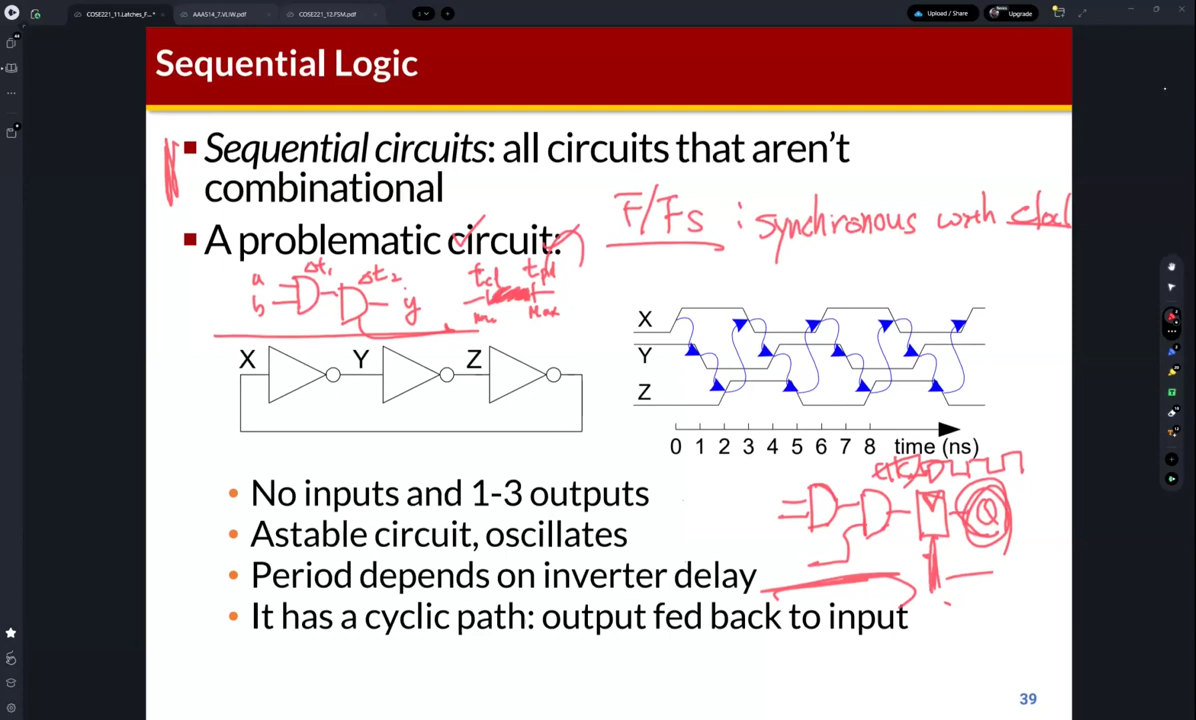 COSE221_11.Latches_F...*
AAAS14_7.VLIW.pdf
COSE221_12.FSM.pdf
3
Upload / Share
Upgrade
Sequential Logic
Sequential circuits: all circuits that aren't
combinational
F/Fs : synchronous
A problematic circuit:
a
Δt1
Δt2
b
y
tcd
tpd
Max
X
Y
Z
X
Y
Z
0 1 2 3 4 5 6 7 8 time (ns)
No inputs and 1-3 outputs
Q
Astable circuit, oscillates
Period depends on inverter delay
It has a cyclic path: output fed back to input
39